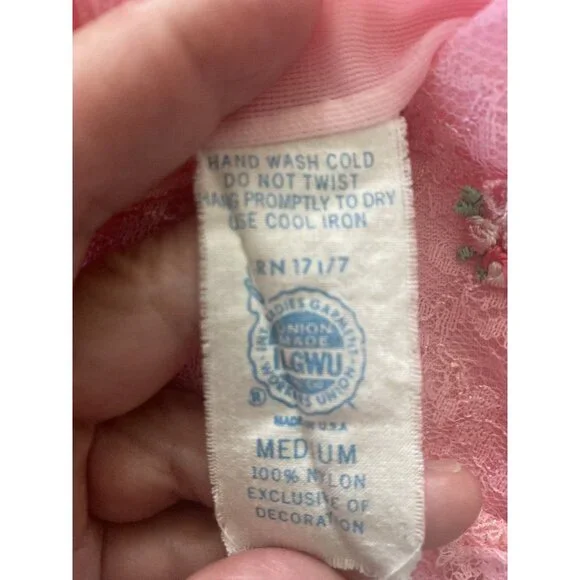 HAND WASH COLD
DO NOT TWIST
HANG PROMPTLY TO DRY
USE COOL IRON
RN 17177
INT. LADIES GARMENT WORKERS UNION
UNION
MADE
ILGWU
®
MADE IN U.S.A
MEDIUM
100% NYLON
EXCLUSIVE OF
DECORATION